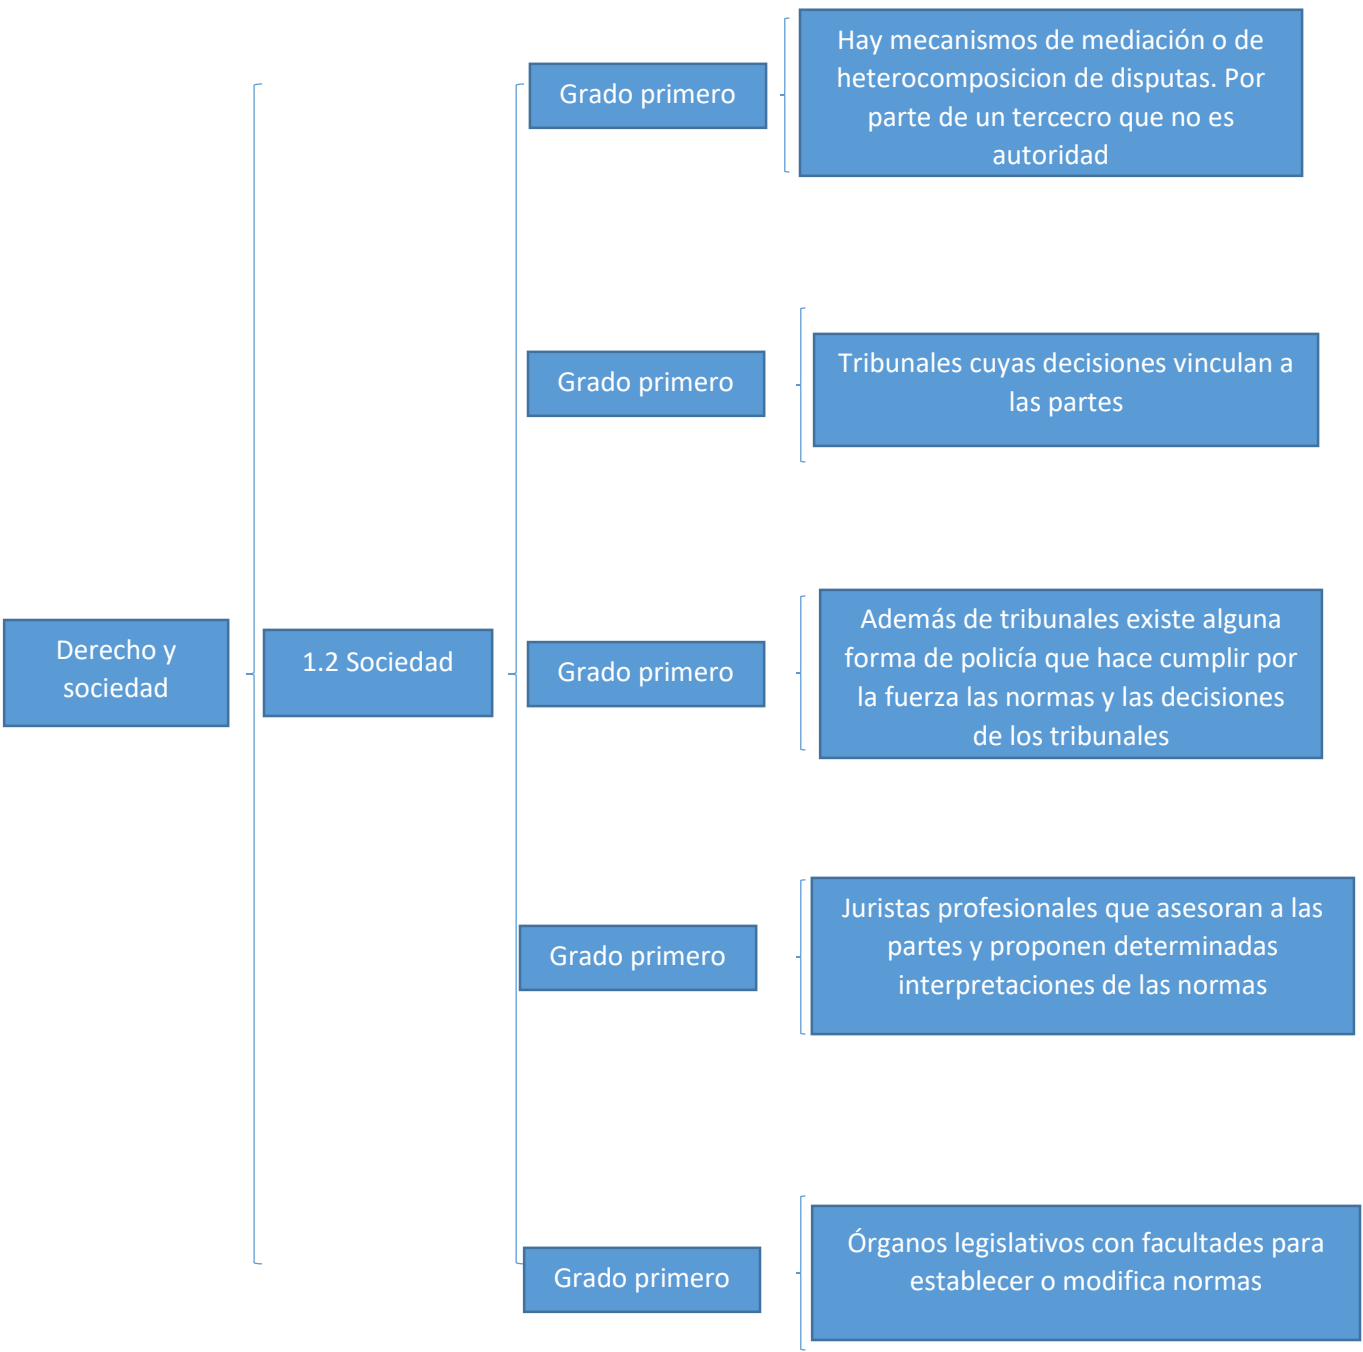 Derecho y
sociedad
1.2 Sociedad
Grado primero
Hay mecanismos de mediación o de
heterocomposicion de disputas. Por
parte de un tercecro que no es
autoridad
Grado primero
Tribunales cuyas decisiones vinculan a
las partes
Grado primero
Además de tribunales existe alguna
forma de policía que hace cumplir por
la fuerza las normas y las decisiones
de los tribunales
Grado primero
Juristas profesionales que asesoran a las
partes y proponen determinadas
interpretaciones de las normas
Grado primero
Órganos legislativos con facultades para
establecer o modifica normas